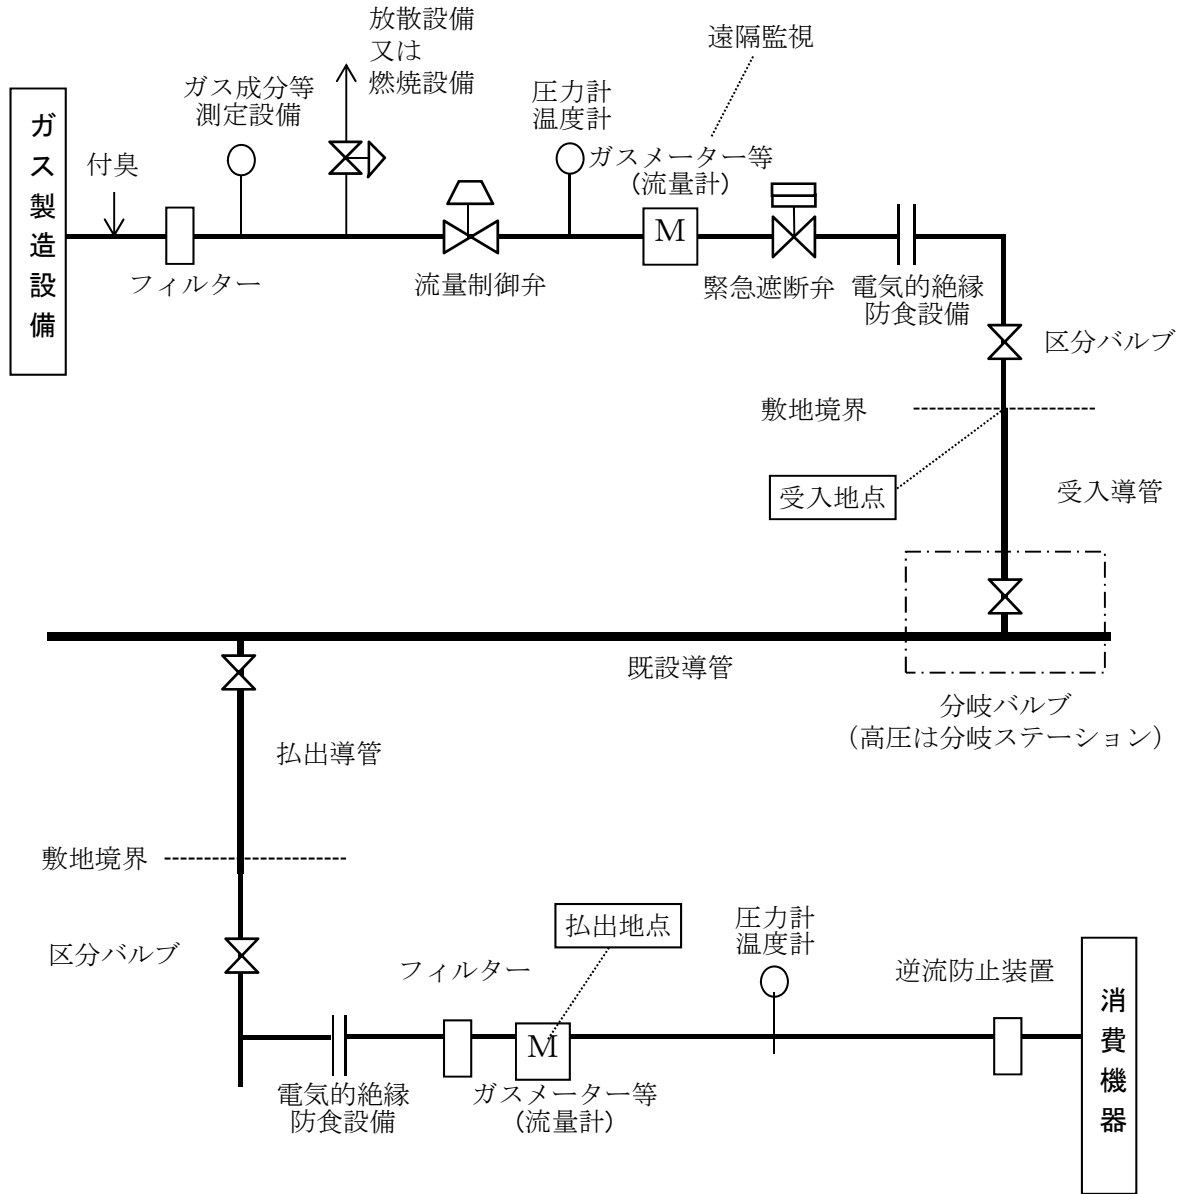 放散設備
又は
燃焼設備
遠隔監視
ガス成分等
測定設備
圧力計
温度計
ガス製造設備
付臭
ガスメーター等
(流量計)
M
フィルター
流量制御弁
緊急遮断弁
電気的絶縁
防食設備
区分バルブ
敷地境界
受入地点
受入導管
既設導管
分岐バルブ
（高圧は分岐ステーション）
払出導管
敷地境界
区分バルブ
払出地点
圧力計
温度計
フィルター
逆流防止装置
消費機器
M
電気的絶縁
防食設備
ガスメーター等
(流量計)